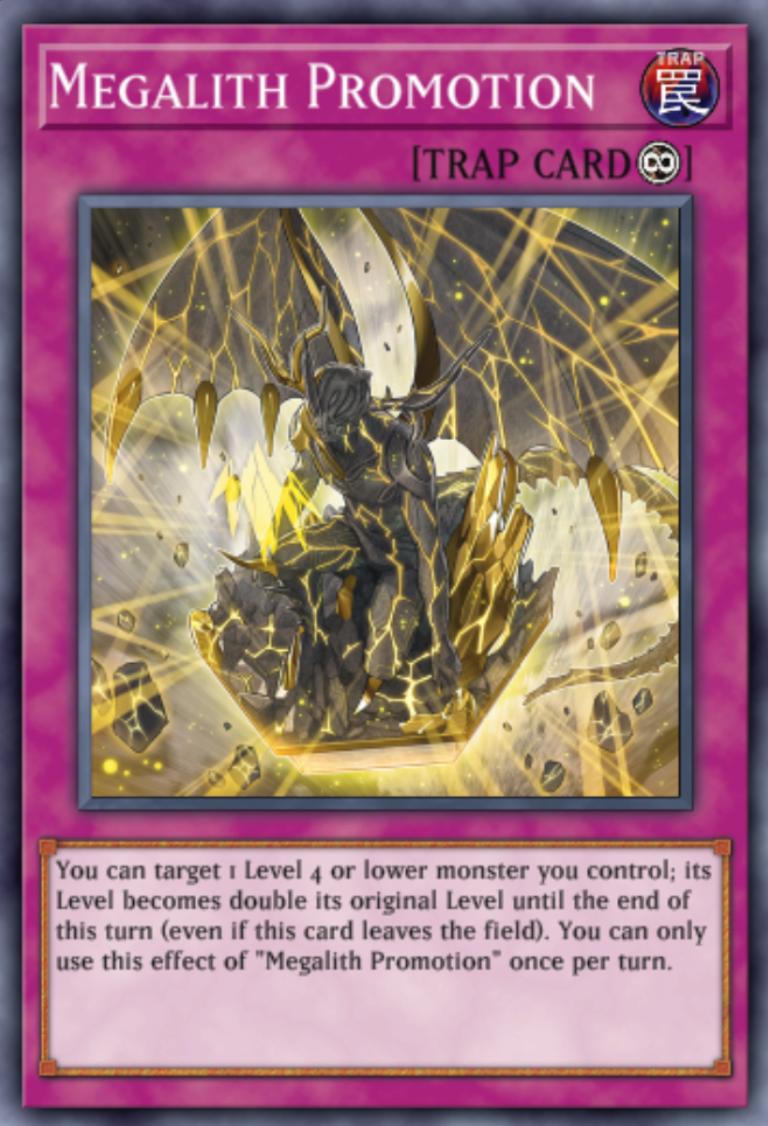 MEGALITH PROMOTION
TRAP
罠
[TRAP CARD∞]
You can target 1 Level 4 or lower monster you control; its
Level becomes double its original Level until the end of
this turn (even if this card leaves the field). You can only
use this effect of "Megalith Promotion" once per turn.